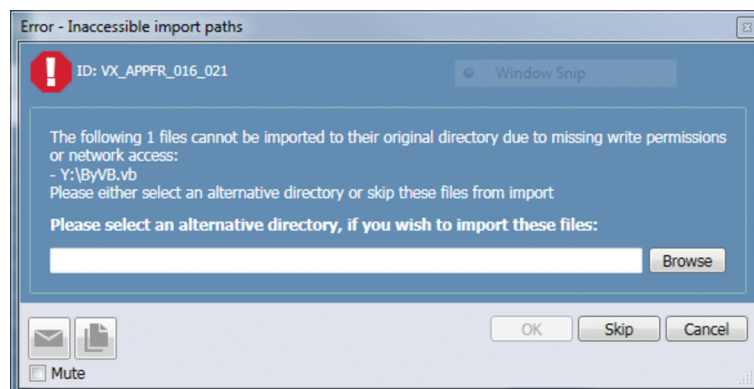 Error - Inaccessible import paths
ID: VX_APPFR_016_021
Window Snip
The following 1 files cannot be imported to their original directory due to missing write permissions
or network access:
- Y:\ByVB.vb
Please either select an alternative directory or skip these files from import
Please select an alternative directory, if you wish to import these files:
Browse
OK
Skip
Cancel
Mute